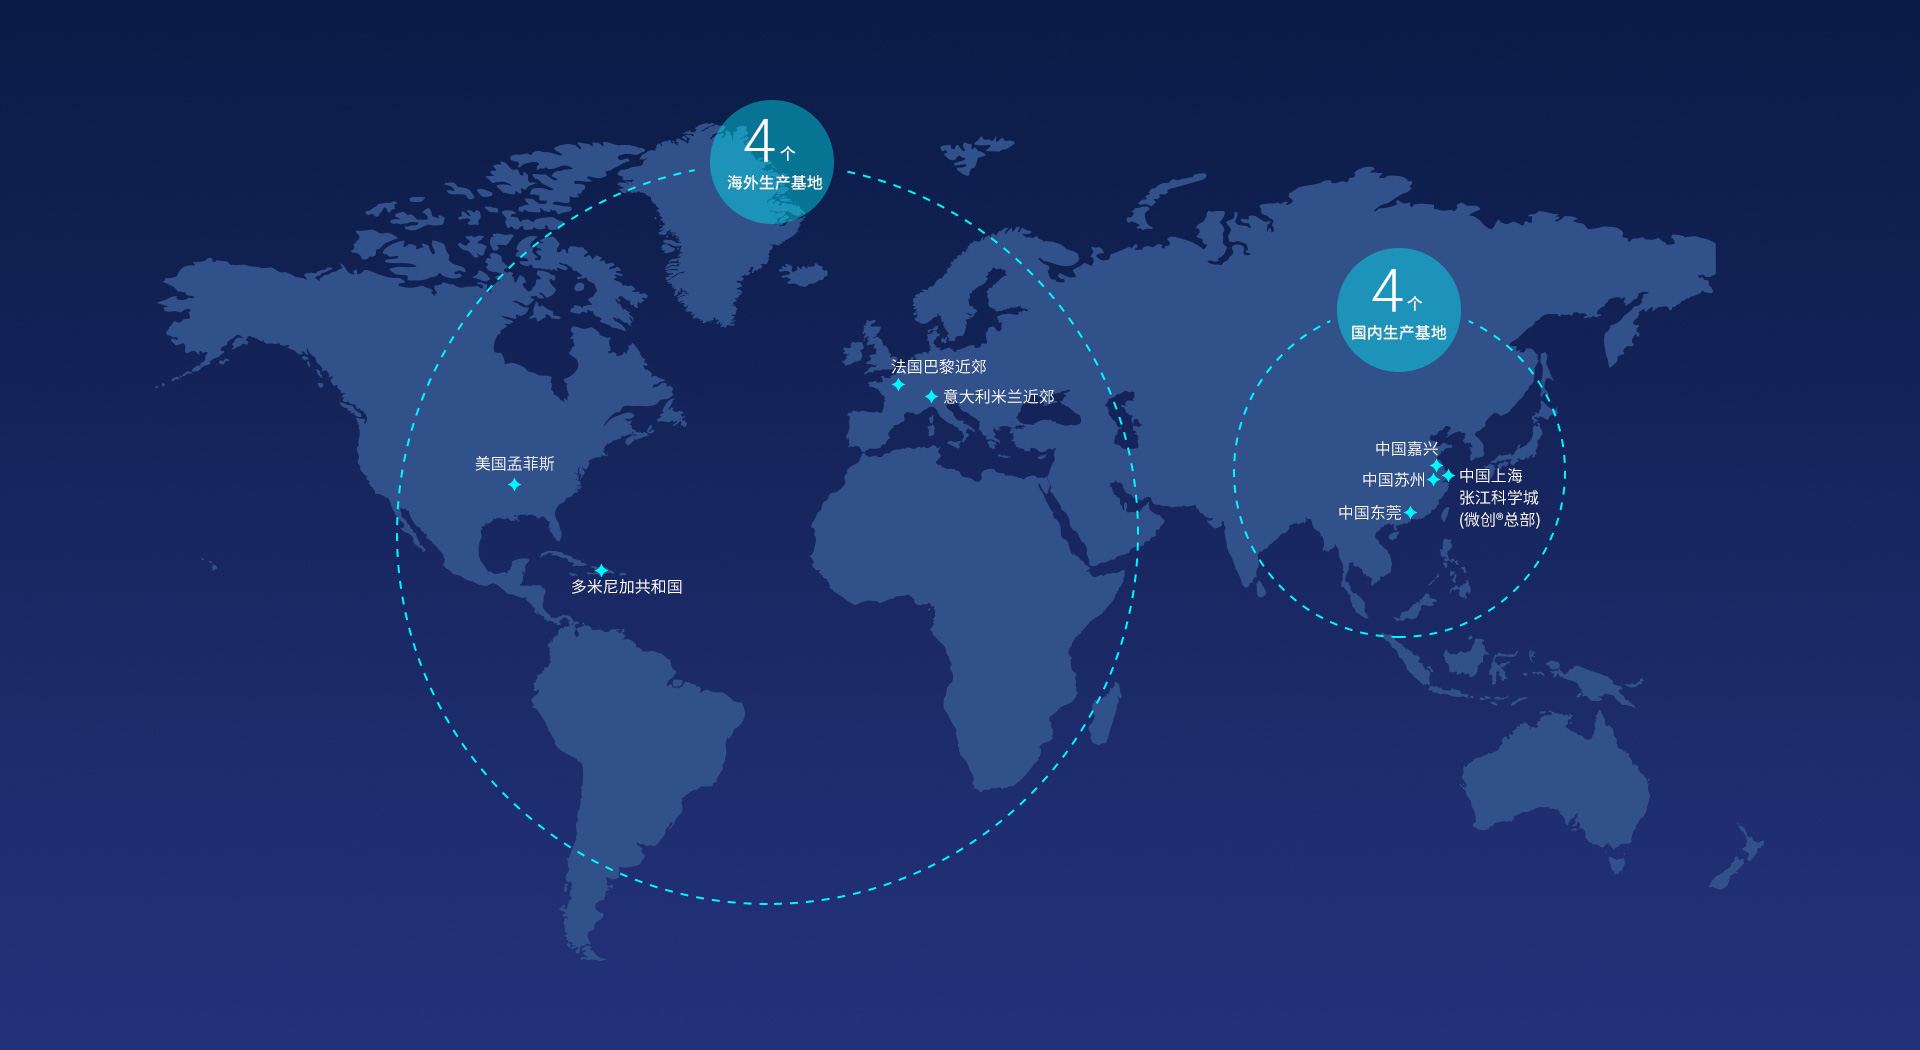 4个
海外生产基地
4个
国内生产基地
法国巴黎近郊
意大利米兰近郊
美国孟菲斯
多米尼加共和国
中国嘉兴
中国苏州
中国上海
张江科学城
(微创®总部)
中国东莞